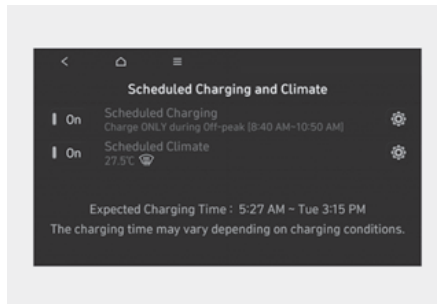 Scheduled Charging and Climate
On
Scheduled Charging
Charge ONLY during Off-peak (8:40 AM~10:50 AM)
On
Scheduled Climate
27.5℃
Expected Charging Time : 5:27 AM ~ Tue 3:15 PM
The charging time may vary depending on charging conditions.